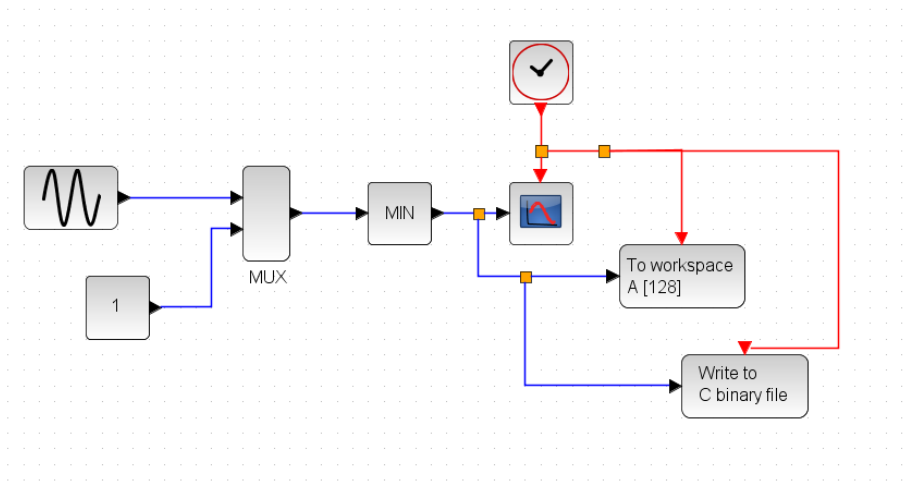 MIN
To workspace
A [128]
1
MUX
Write to
C binary file